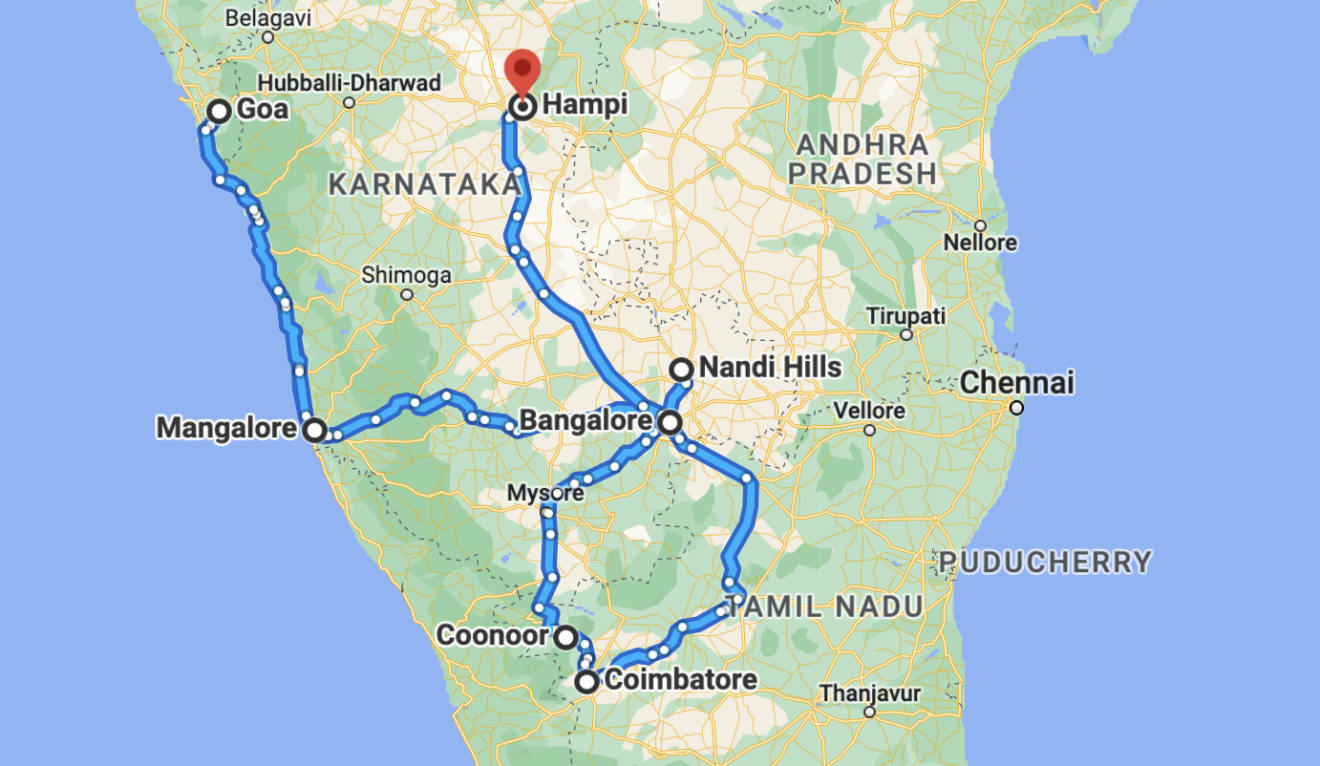 Belagavi
Hubballi-Dharwad
Goa
Hampi
ANDHRA
PRADESH
KARNATAKA
Nellore
Shimoga
Tirupati
Nandi Hills
Chennai
Vellore
Bangalore
Mangalore
Mysore
PUDUCHERRY
TAMIL NADU
Coonoor
Coimbatore
Thanjavur